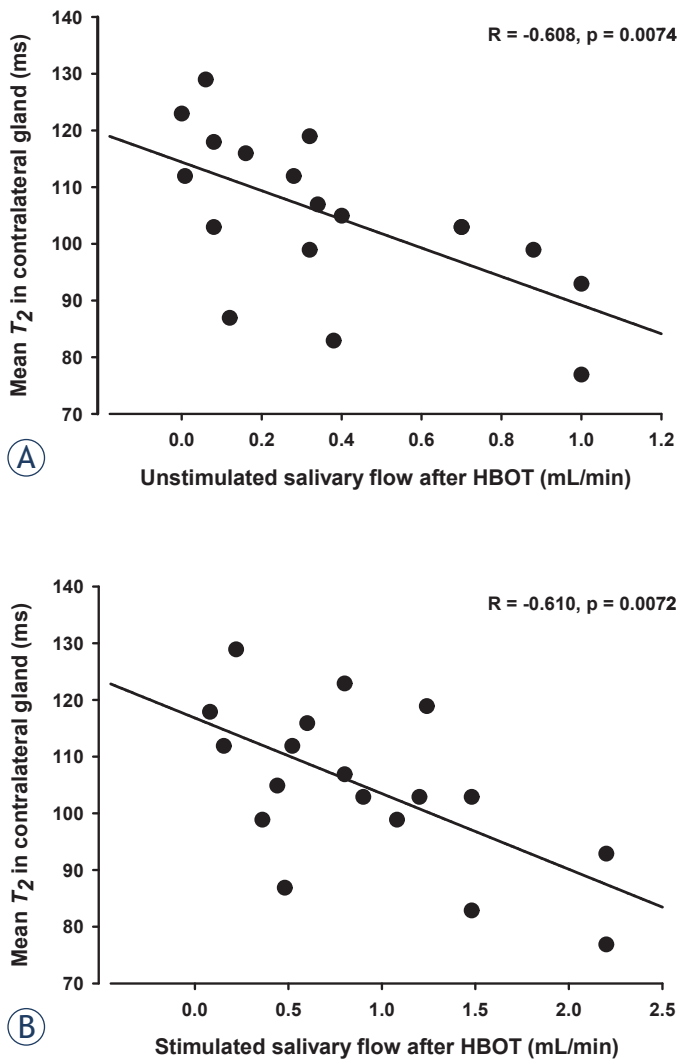 140
R = -0.608, p = 0.0074
130
120
110
100
90
80
70
Mean T2 in contralateral gland (ms)
0.0 0.2 0.4 0.6 0.8 1.0 1.2
A
Unstimulated salivary flow after HBOT (mL/min)
140
R = -0.610, p = 0.0072
130
120
110
100
90
80
70
Mean T2 in contralateral gland (ms)
0.0 0.5 1.0 1.5 2.0 2.5
B
Stimulated salivary flow after HBOT (mL/min)